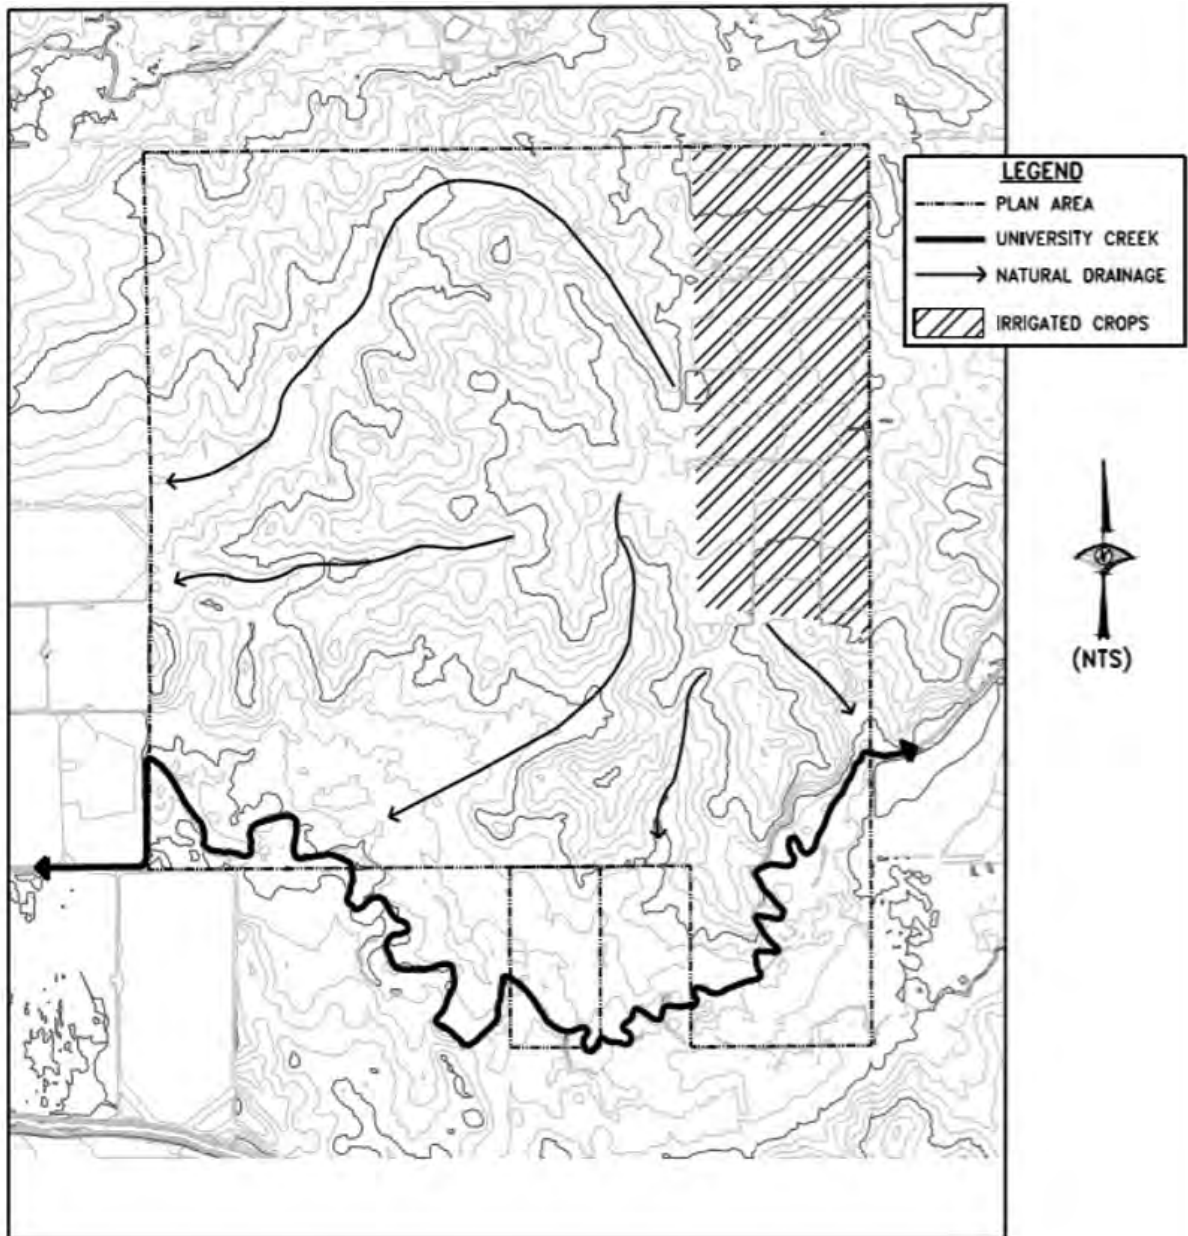 LEGEND
PLAN AREA
UNIVERSITY CREEK
NATURAL DRAINAGE
IRRIGATED CROPS
(NTS)